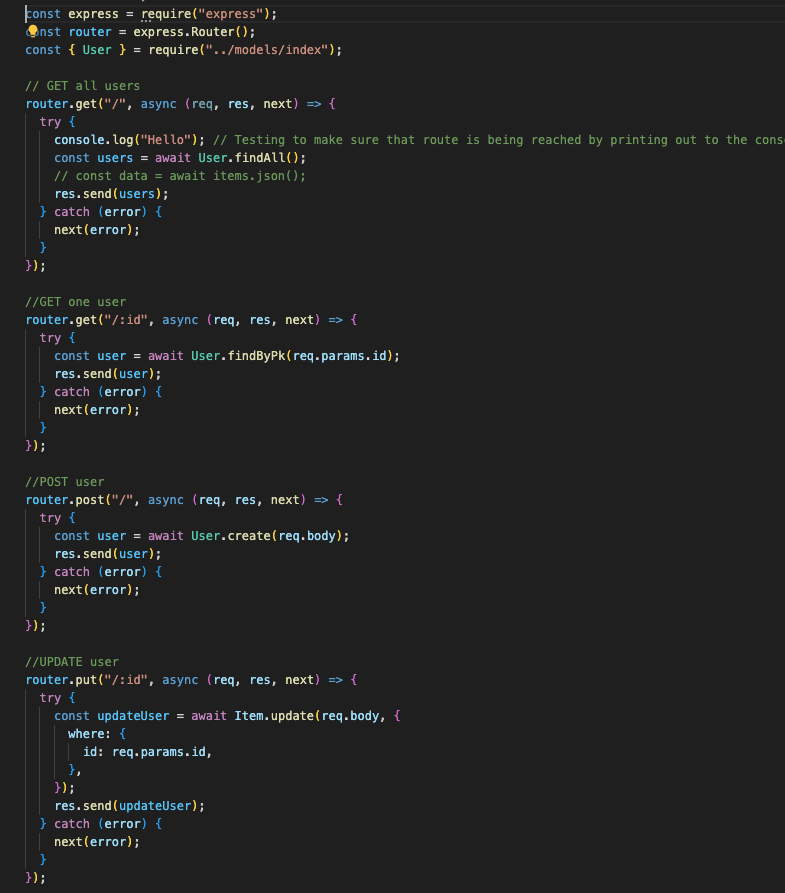 const express = require("express");
const router = express.Router();
const { User } = require("../models/index");

// GET all users
router.get("/", async (req, res, next) => {
  try {
    console.log("Hello"); // Testing to make sure that route is being reached by printing out to the cons
    const users = await User.findAll();
    // const data = await items.json();
    res.send(users);
  } catch (error) {
    next(error);
  }
});

//GET one user
router.get("/:id", async (req, res, next) => {
  try {
    const user = await User.findByPk(req.params.id);
    res.send(user);
  } catch (error) {
    next(error);
  }
});

//POST user
router.post("/", async (req, res, next) => {
  try {
    const user = await User.create(req.body);
    res.send(user);
  } catch (error) {
    next(error);
  }
});

//UPDATE user
router.put("/:id", async (req, res, next) => {
  try {
    const updateUser = await Item.update(req.body, {
      where: {
        id: req.params.id,
      },
    });
    res.send(updateUser);
  } catch (error) {
    next(error);
  }
});